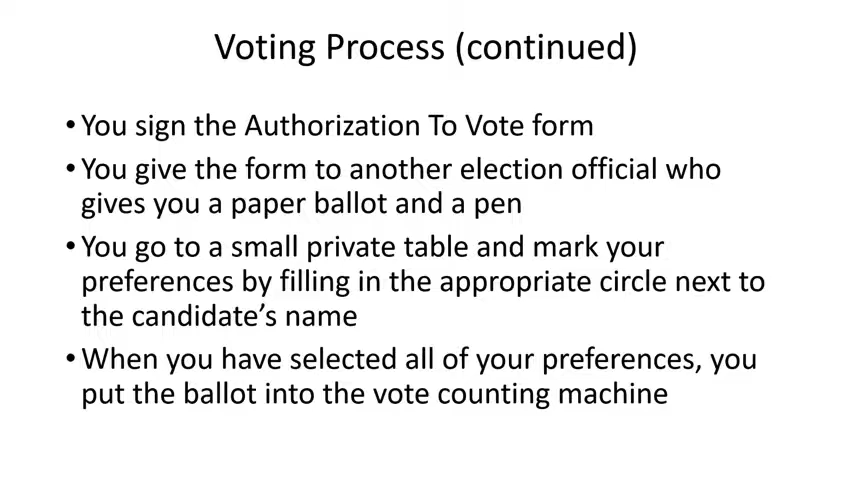 Voting Process (continued)
• You sign the Authorization To Vote form
• You give the form to another election official who
gives you a paper ballot and a pen
• You go to a small private table and mark your
preferences by filling in the appropriate circle next to
the candidate’s name
• When you have selected all of your preferences, you
put the ballot into the vote counting machine